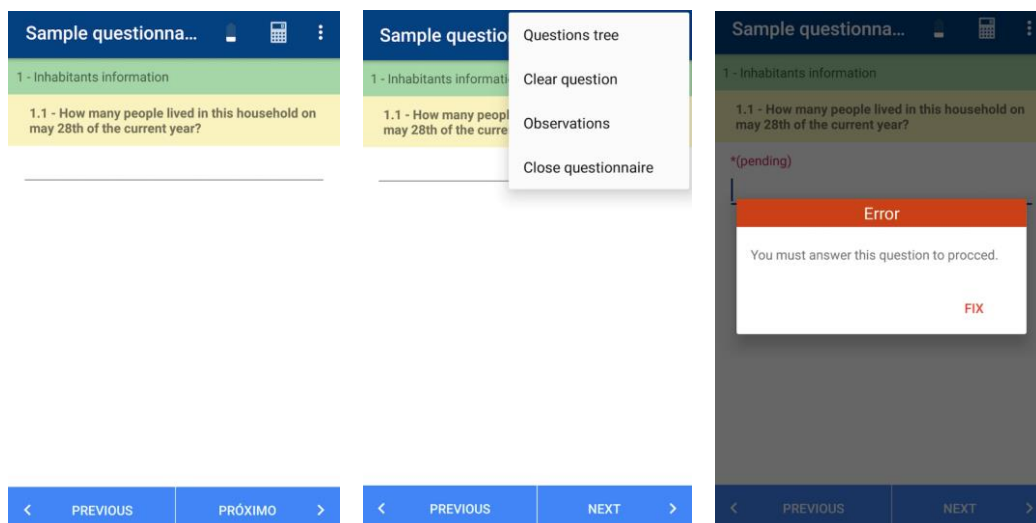 Sample questionna...
1 - Inhabitants information
1.1 - How many people lived in this household on
may 28th of the current year?
PREVIOUS
PRÓXIMO
Sample questio
1 - Inhabitants informati
1.1 - How many peopl
may 28th of the curre
Questions tree
Clear question
Observations
Close questionnaire
PREVIOUS
NEXT
Sample questionna...
1 - Inhabitants information
1.1 - How many people lived in this household on
may 28th of the current year?
*(pending)
Error
You must answer this question to procced.
FIX
PREVIOUS
NEXT